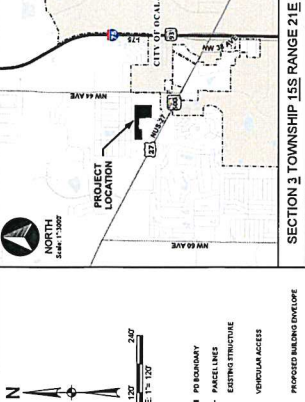 N
120'
240'
E: 1"= 120'
PD BOUNDARY
PARCEL LINES
EXISTING STRUCTURE
VEHICULAR ACCESS
PROPOSED BUILDING ENVELOPE
NORTH
Scale: 1":3000'
PROJECT
LOCATION
NW 44 AVE
NW 60 AVE
I-75
CITY OF OCAL
NW 38 AVE
27
SECTION 3 TOWNSHIP 15S RANGE 21E